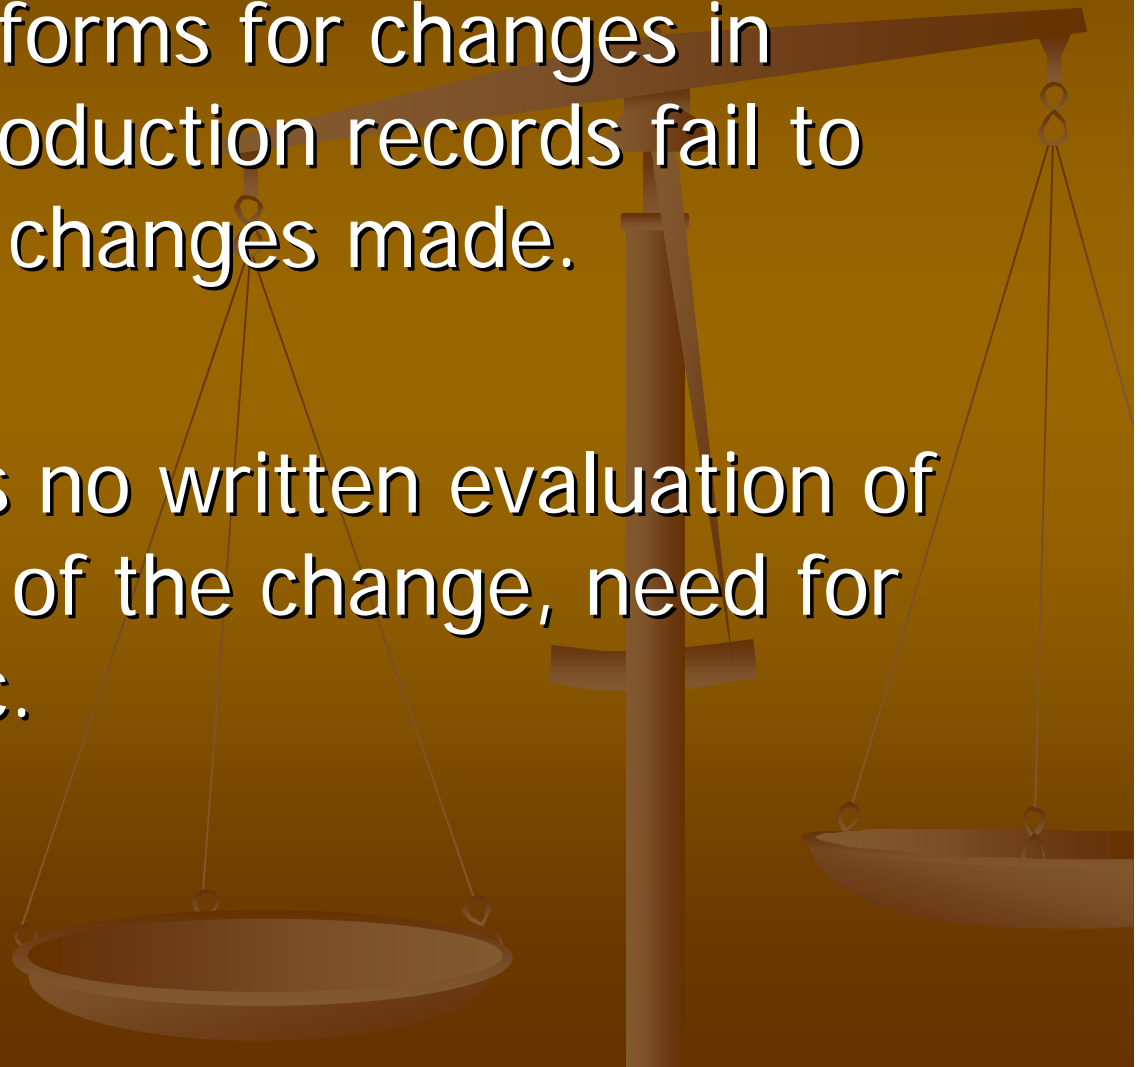 forms for changes in
oduction records fail to
changes made.
s no written evaluation of
of the change, need for
c.